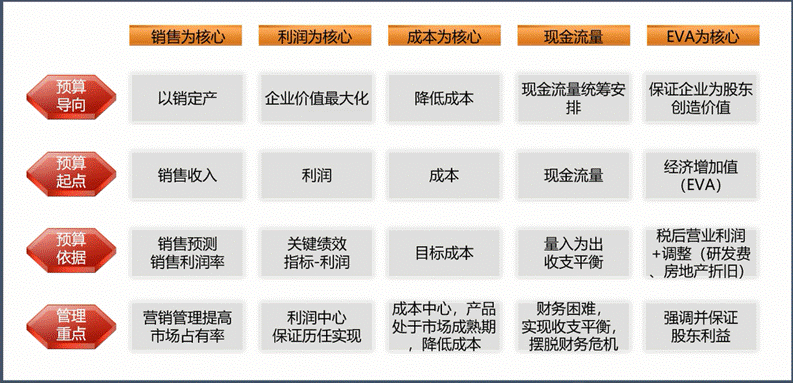 销售为核心
利润为核心
成本为核心
现金流量
EVA为核心
预算
导向
以销定产
企业价值最大化
降低成本
现金流量统筹安
排
保证企业为股东
创造价值
预算
起点
销售收入
利润
成本
现金流量
经济增加值
（EVA）
预算
依据
销售预测
销售利润率
关键绩效
指标-利润
目标成本
量入为出
收支平衡
税后营业利润
+调整（研发费
、房地产折旧）
管理
重点
营销管理提高
市场占有率
利润中心
保证历任实现
成本中心，产品
处于市场成熟期
，降低成本
财务困难，
实现收支平衡，
摆脱财务危机
强调并保证
股东利益